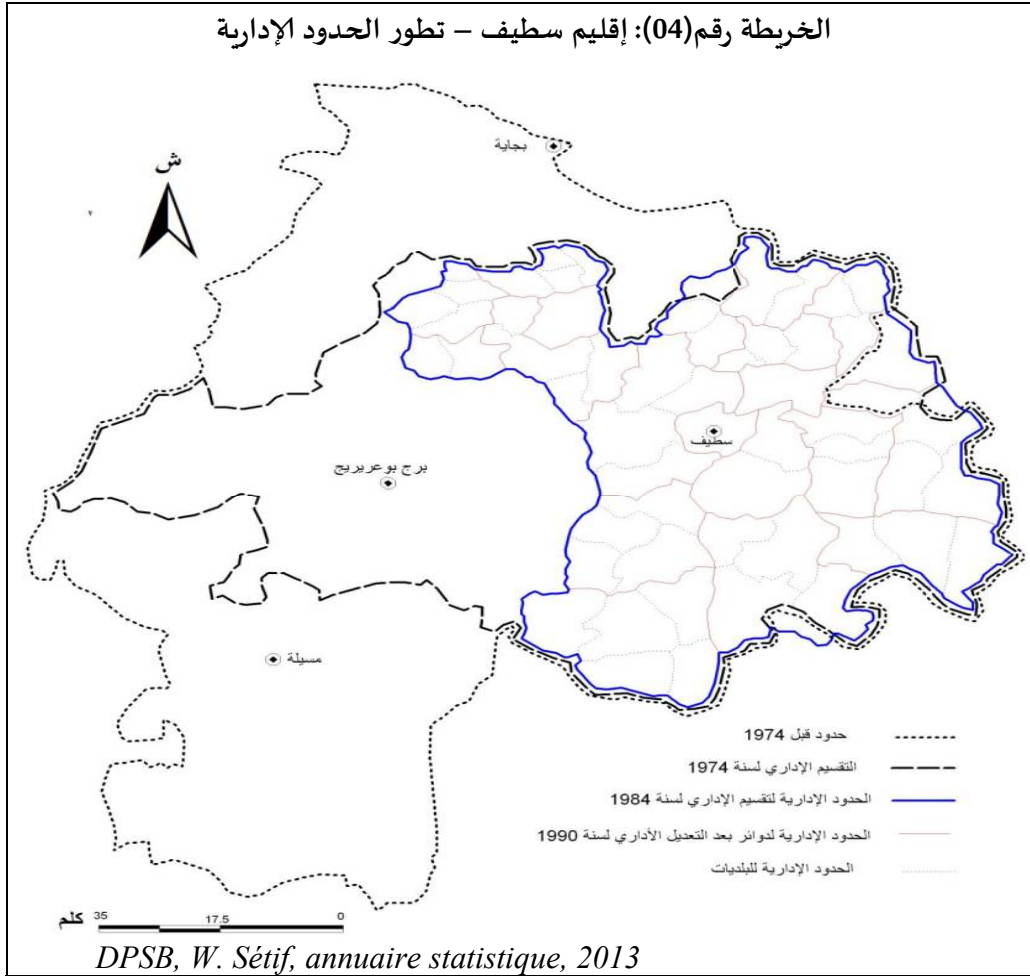 الخريطة رقم(04): إقليم سطيف – تطور الحدود الإدارية
بجاية
ش
سطيف
برج بوعريريج
مسيلة
حدود قبل 1974
التقسيم الإداري لسنة 1974
الحدود الإدارية لتقسيم الإداري لسنة 1984
الحدود الإدارية لدوائر بعد التعديل الأداري لسنة 1990
الحدود الإدارية للبلديات
كلم 35 17.5 0
DPSB, W. Sétif, annuaire statistique, 2013